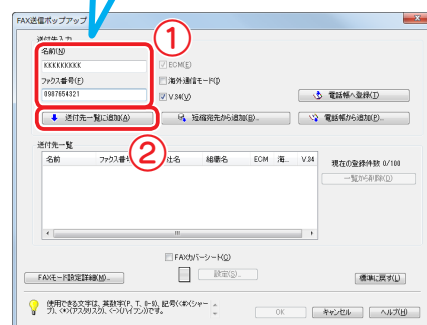 FAX送信ポップアップ
送付先入力
①
名前(N)
KKKKKKKKK
ECM(E)
ファクス番号(F)
海外通信モード(D)
0987654321
V.34(V)
電話帳へ登録(T)
送付先一覧に追加(A)
短縮宛先から追加(B)...
電話帳から追加(P)...
②
送付先一覧
名前 ファクス番 社名 組織名 ECM 海... V.34
現在の登録件数 0/100
一覧から削除(X)
FAXカバーシート(O)
FAXモード設定詳細(M)...
設定(S)...
標準に戻す(L)
使用できる文字は、英数字(P、T、0-9)、記号(<#>(シャー
プ)、<*>(アスタリスク)、<->(ハイフン))です。
OK
キャンセル
ヘルプ(H)